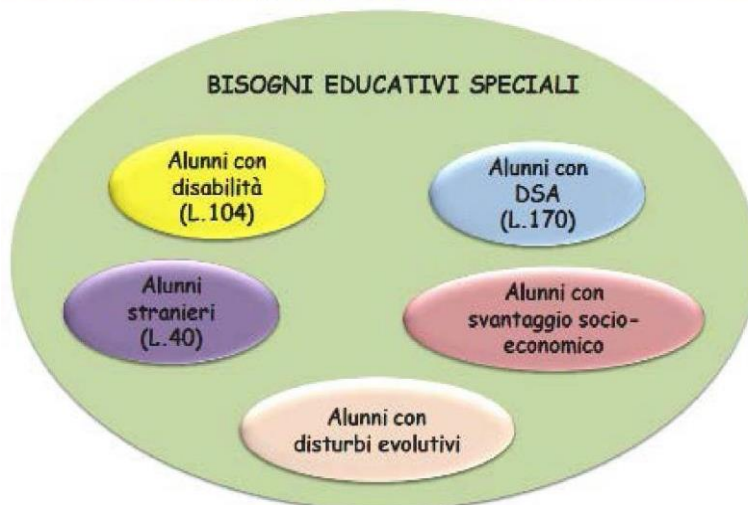 BISOGNI EDUCATIVI SPECIALI
Alunni con
disabilità
(L.104)
Alunni con
DSA
(L.170)
Alunni
stranieri
(L.40)
Alunni con
svantaggio socio-
economico
Alunni con
disturbi evolutivi